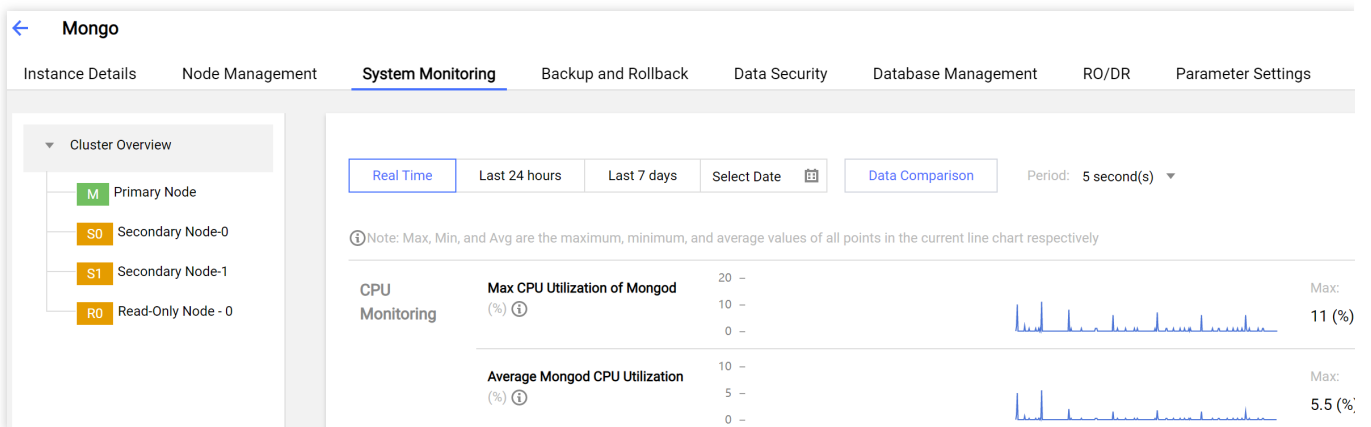 Mongo
Instance Details Node Management System Monitoring Backup and Rollback Data Security Database Management RO/DR Parameter Settings
Cluster Overview
M Primary Node
S0 Secondary Node-0
S1 Secondary Node-1
R0 Read-Only Node - 0
Real Time Last 24 hours Last 7 days Select Date Data Comparison Period: 5 second(s)
Note: Max, Min, and Avg are the maximum, minimum, and average values of all points in the current line chart respectively
CPU
Monitoring
Max CPU Utilization of Mongod
(%)
20
10
0
Max:
11 (%)
Average Mongod CPU Utilization
(%)
10
5
0
Max:
5.5 (%)